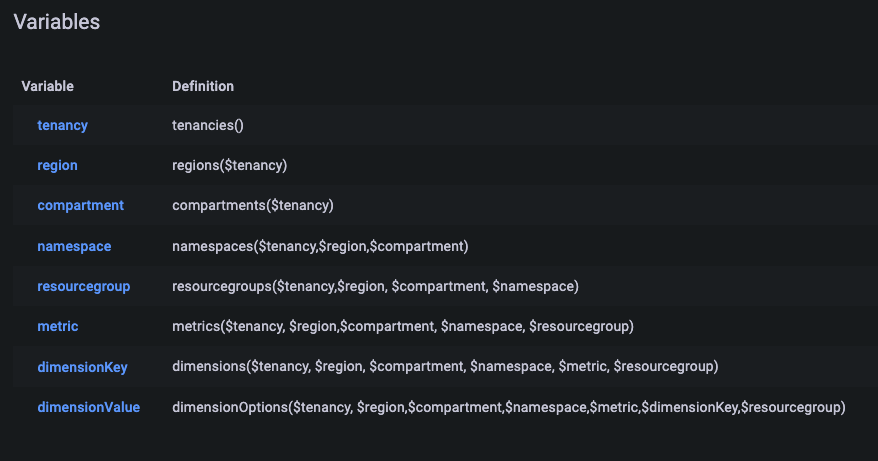 Variables
Variable Definition
tenancy tenancies()
region regions($tenancy)
compartment compartments($tenancy)
namespace namespaces($tenancy,$region,$compartment)
resourcegroup resourcegroups($tenancy,$region, $compartment, $namespace)
metric metrics($tenancy, $region,$compartment, $namespace, $resourcegroup)
dimensionKey dimensions($tenancy, $region, $compartment, $namespace, $metric, $resourcegroup)
dimensionValue dimensionOptions($tenancy, $region,$compartment,$namespace,$metric,$dimensionKey,$resourcegroup)